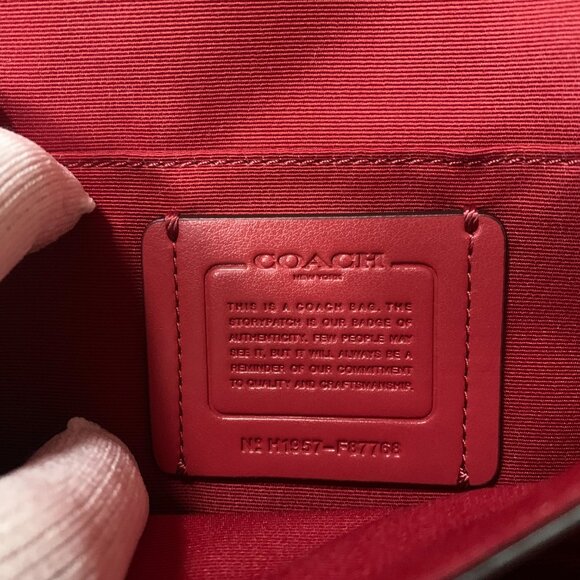 COACH
NEW YORK
THIS IS A COACH BAG. THE
STORYPATCH IS OUR BADGE OF
AUTHENTICITY. FEW PEOPLE MAY
SEE IT, BUT IT WILL ALWAYS BE A
REMINDER OF OUR COMMITMENT
TO QUALITY AND CRAFTSMANSHIP.
Nº H1957-F87768